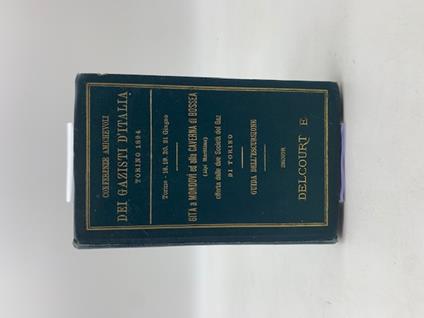 CONFERENZE AMICHEVOLI
DEI GAZISTI D'ITALIA
TORINO 1894
Torino - 18, 19, 20, 21 Giugno
GITA a MONDOVÌ ed alla CAVERNA di BOSSEA
(Alpi Marittime)
offerta dalle due Società del Gaz
DI TORINO
GUIDA DELL'ESCURSIONE
DELCOURT E.